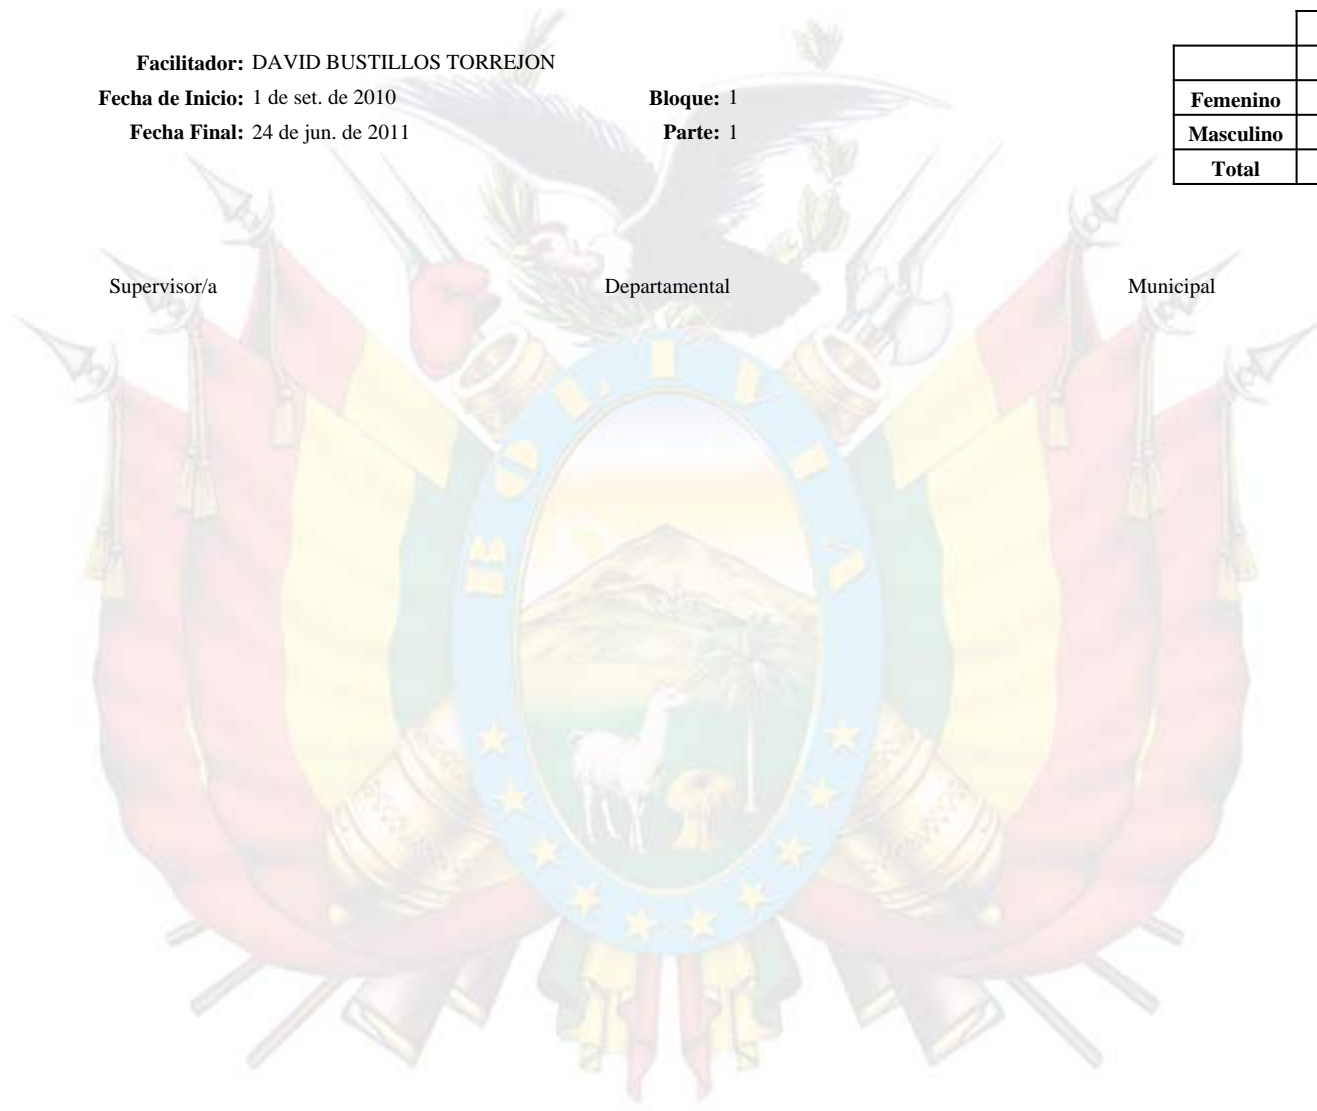 Facilitador: DAVID BUSTILLOS TORREJON
Fecha de Inicio: 1 de set. de 2010 Bloque: 1
Fecha Final: 24 de jun. de 2011 Parte: 1
Femenino
Masculino
Total
Supervisor/a Departamental Municipal
BOLIVIA